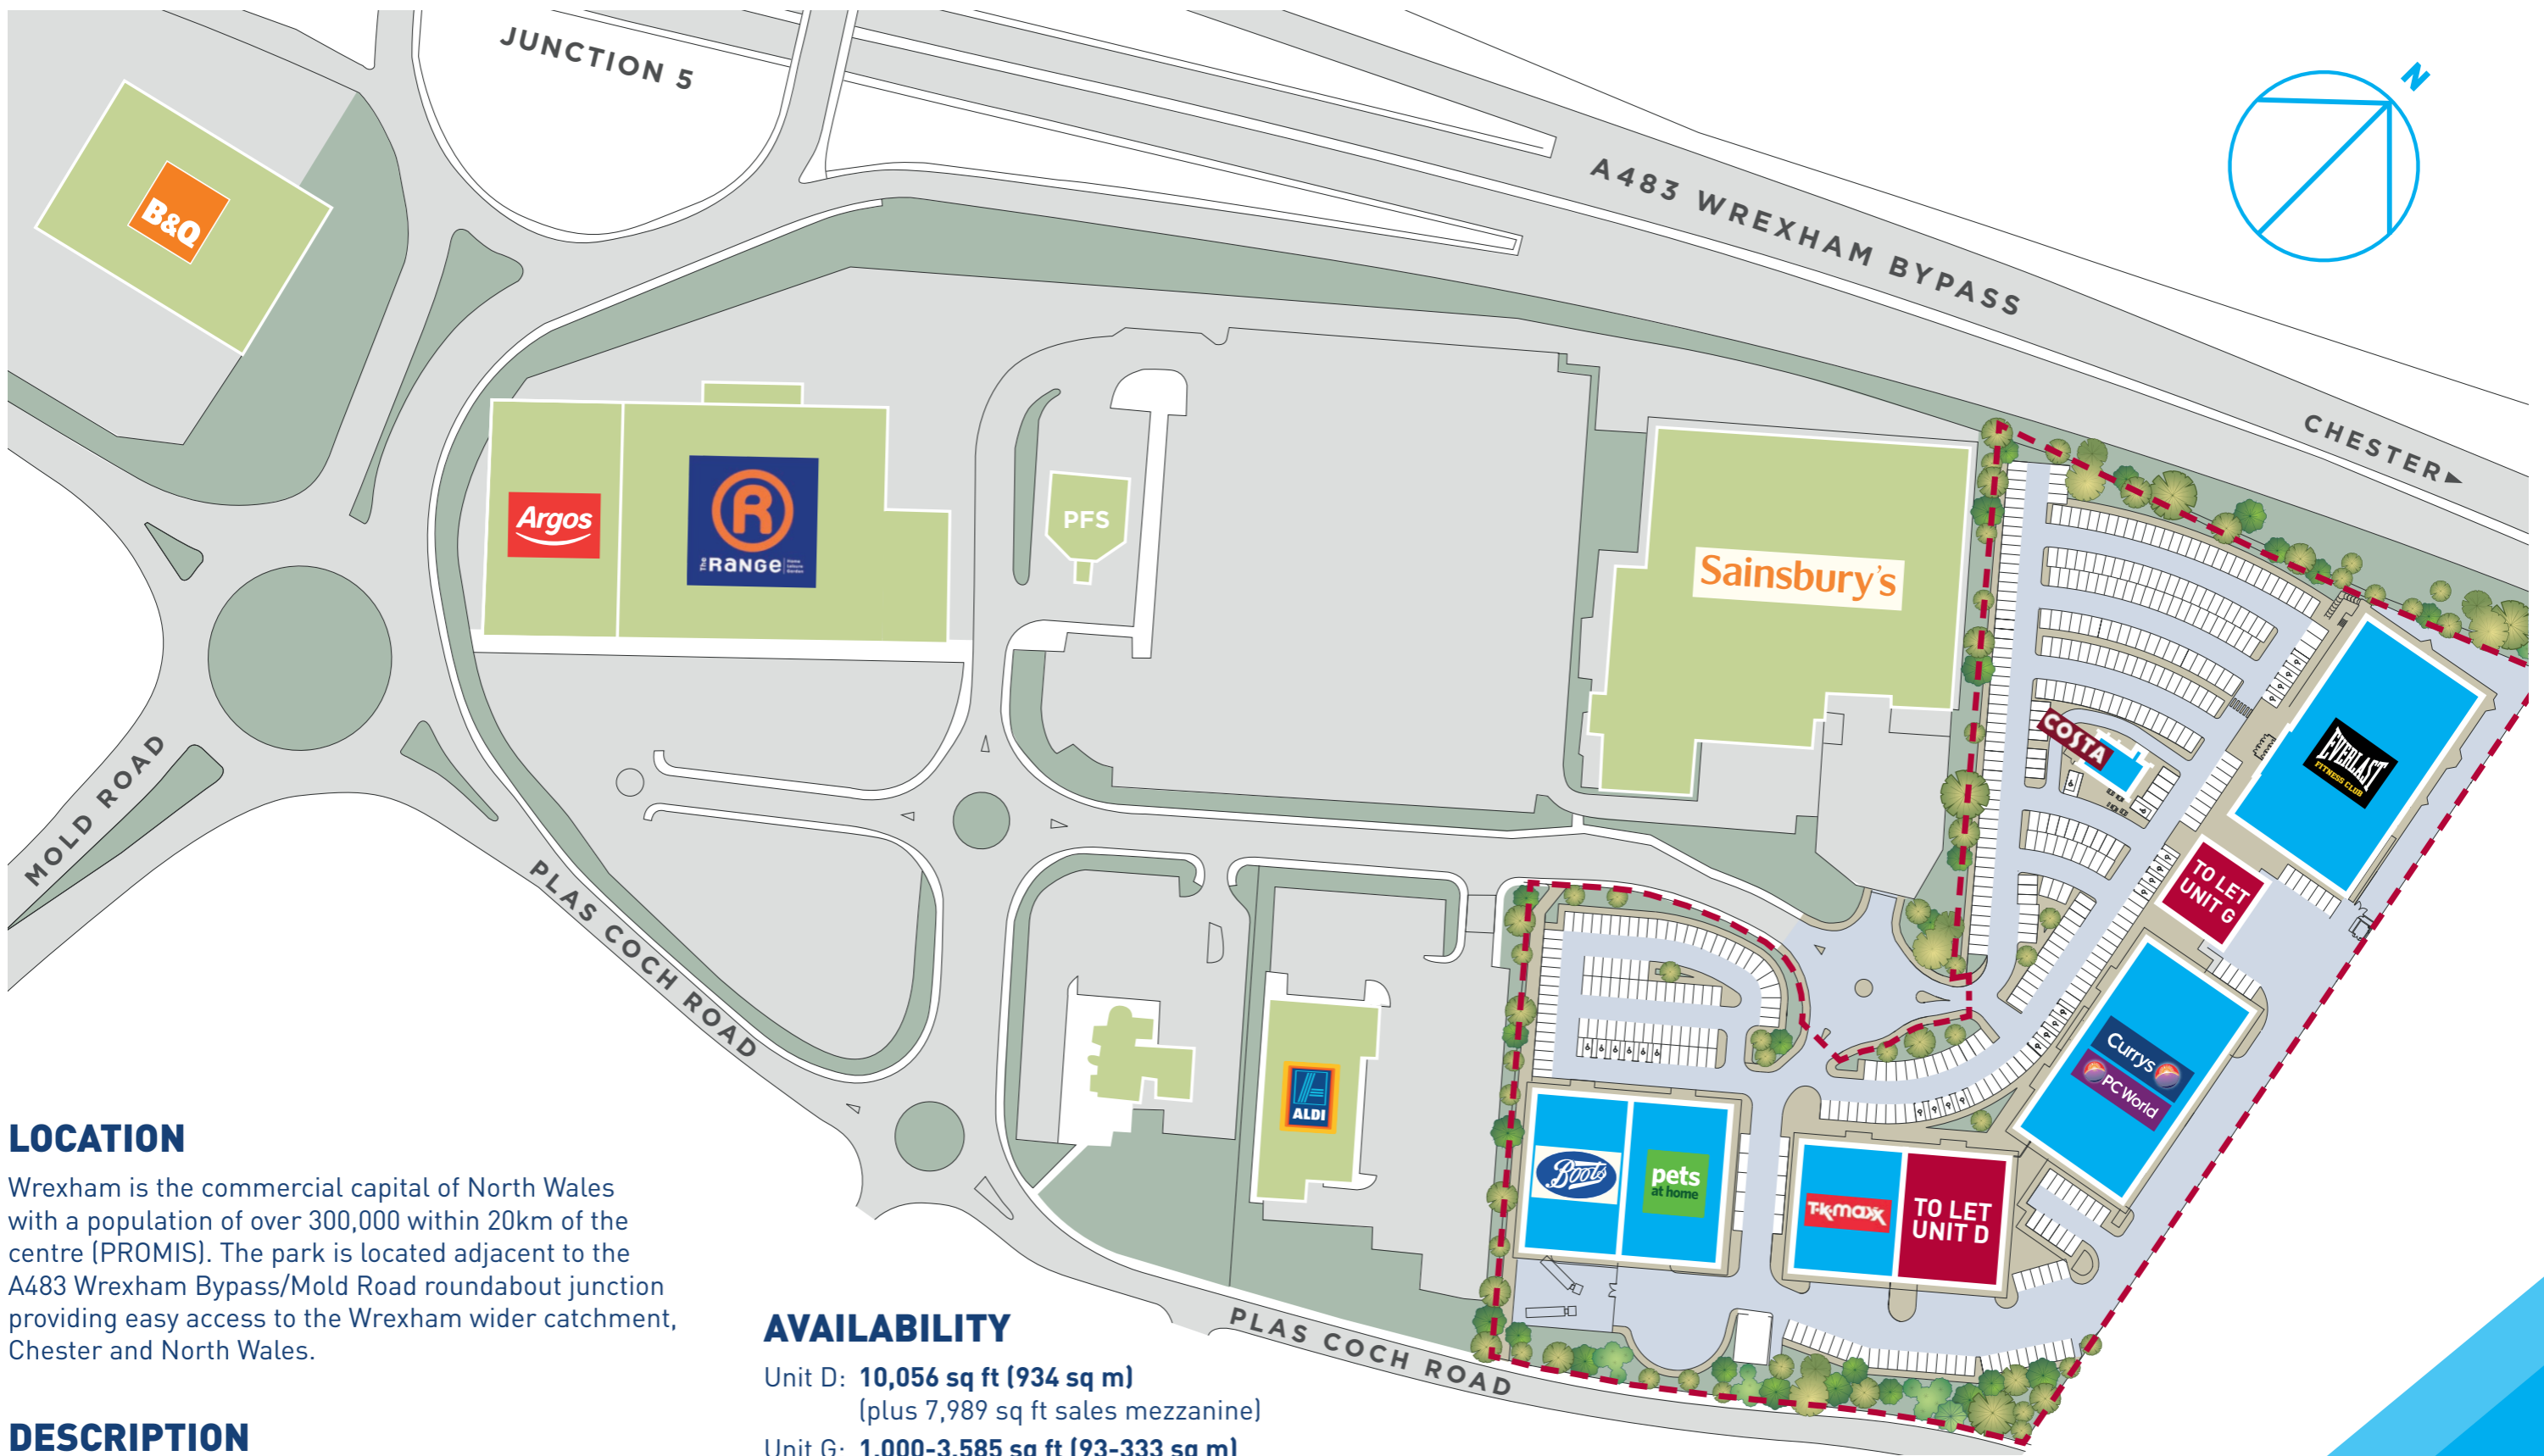 JUNCTION 5
N
B&Q
A483 WREXHAM BYPASS
CHESTER
Argos
R
THE RANGE
Home
Leisure
Garden
PFS
Sainsbury's
COSTA
EVERLAST
FITNESS CLUB
MOLD ROAD
TO LET
UNIT G
PLAS COCH ROAD
Currys
PC World
ALDI
Boots
pets
at home
T·K·maxx
TO LET
UNIT D
PLAS COCH ROAD
LOCATION
Wrexham is the commercial capital of North Wales
with a population of over 300,000 within 20km of the
centre (PROMIS). The park is located adjacent to the
A483 Wrexham Bypass/Mold Road roundabout junction
providing easy access to the Wrexham wider catchment,
Chester and North Wales.
DESCRIPTION
AVAILABILITY
Unit D: 10,056 sq ft (934 sq m)
(plus 7,989 sq ft sales mezzanine)
Unit G: 1,000-3,585 sq ft (93-333 sq m)